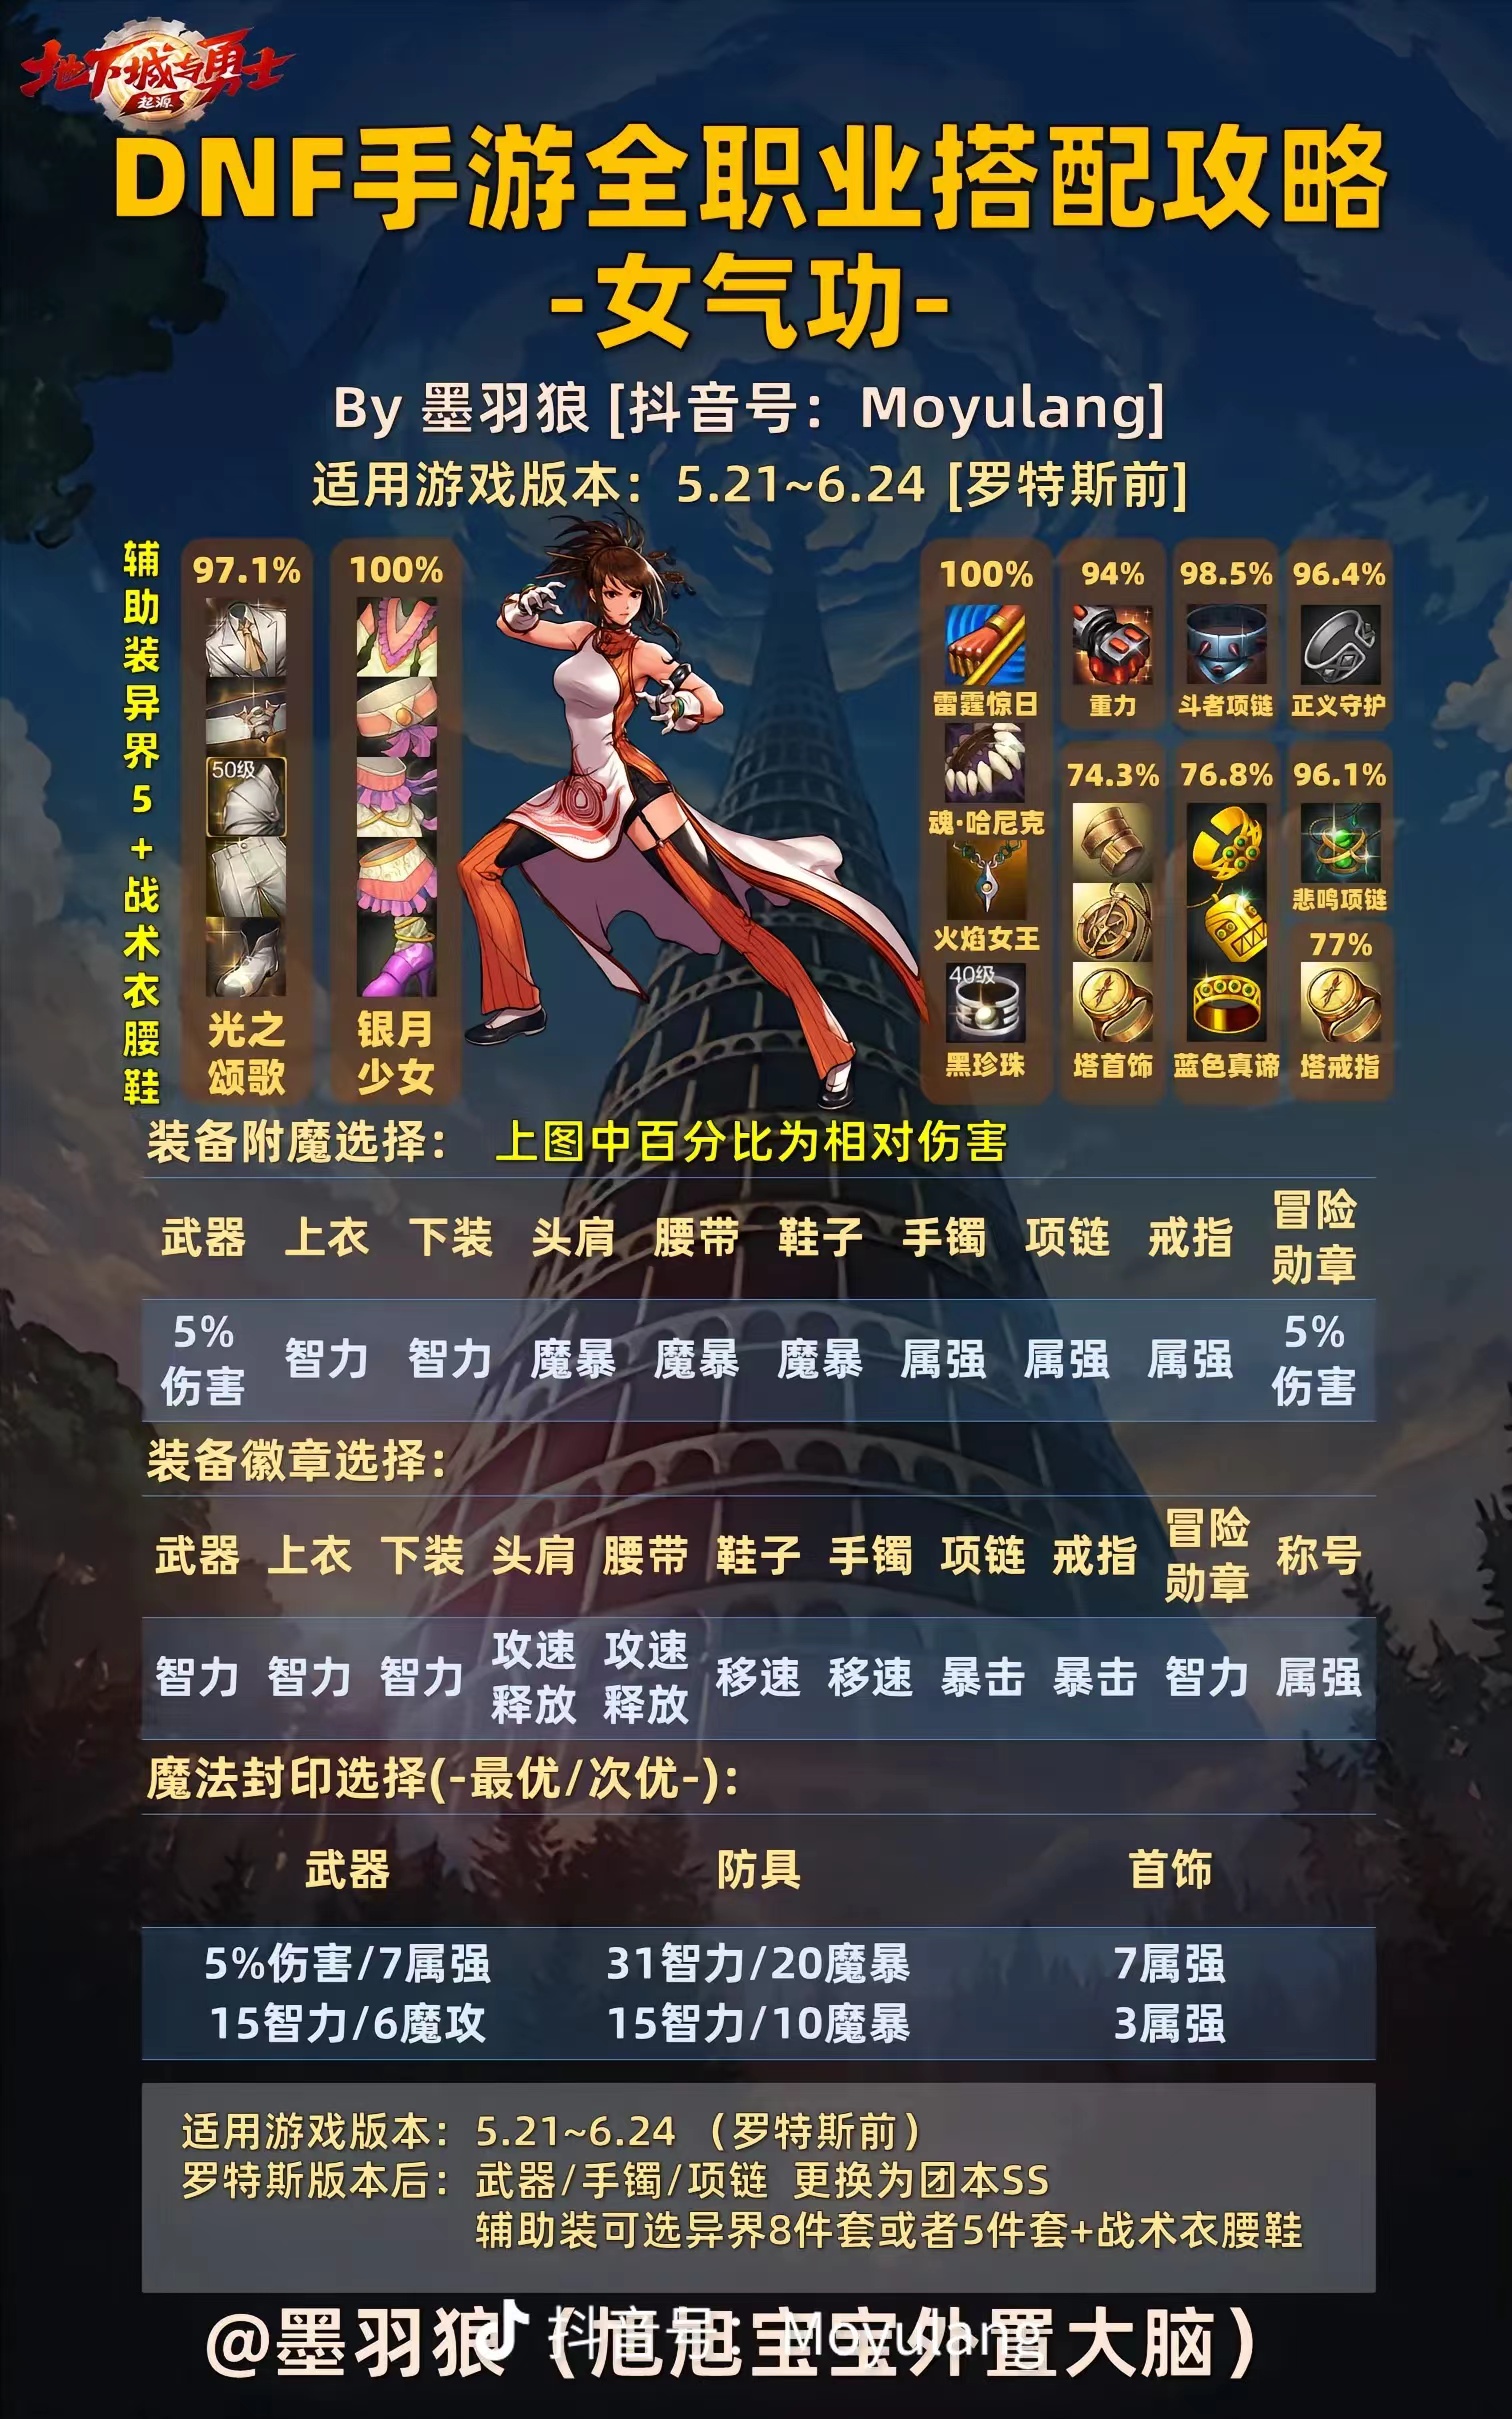 地下城与勇士
起源
DNF手游全职业搭配攻略
-女气功-
By 墨羽狼 [抖音号：Moyulang]
适用游戏版本：5.21~6.24 [罗特斯前]
辅助装异界5+战术衣腰鞋
97.1%
50级
光之
颂歌
100%
银月
少女
100%
雷霆惊日
魂·哈尼克
火焰女王
40级
黑珍珠
94%
重力
98.5%
斗者项链
96.4%
正义守护
74.3%
塔首饰
76.8%
蓝色真谛
96.1%
悲鸣项链
77%
塔戒指
装备附魔选择： 上图中百分比为相对伤害
武器 上衣 下装 头肩 腰带 鞋子 手镯 项链 戒指 冒险勋章
5%伤害 智力 智力 魔暴 魔暴 魔暴 属强 属强 属强 5%伤害
装备徽章选择：
武器 上衣 下装 头肩 腰带 鞋子 手镯 项链 戒指 冒险勋章 称号
智力 智力 智力 攻速释放 攻速释放 移速 移速 暴击 暴击 智力 属强
魔法封印选择(-最优/次优-)：
武器 防具 首饰
5%伤害/7属强 31智力/20魔暴 7属强
15智力/6魔攻 15智力/10魔暴 3属强
适用游戏版本：5.21~6.24（罗特斯前）
罗特斯版本后：武器/手镯/项链 更换为团本SS
辅助装可选异界8件套或者5件套+战术衣腰鞋
@墨羽狼（旭旭宝宝外置大脑）
抖音号：Moyulang